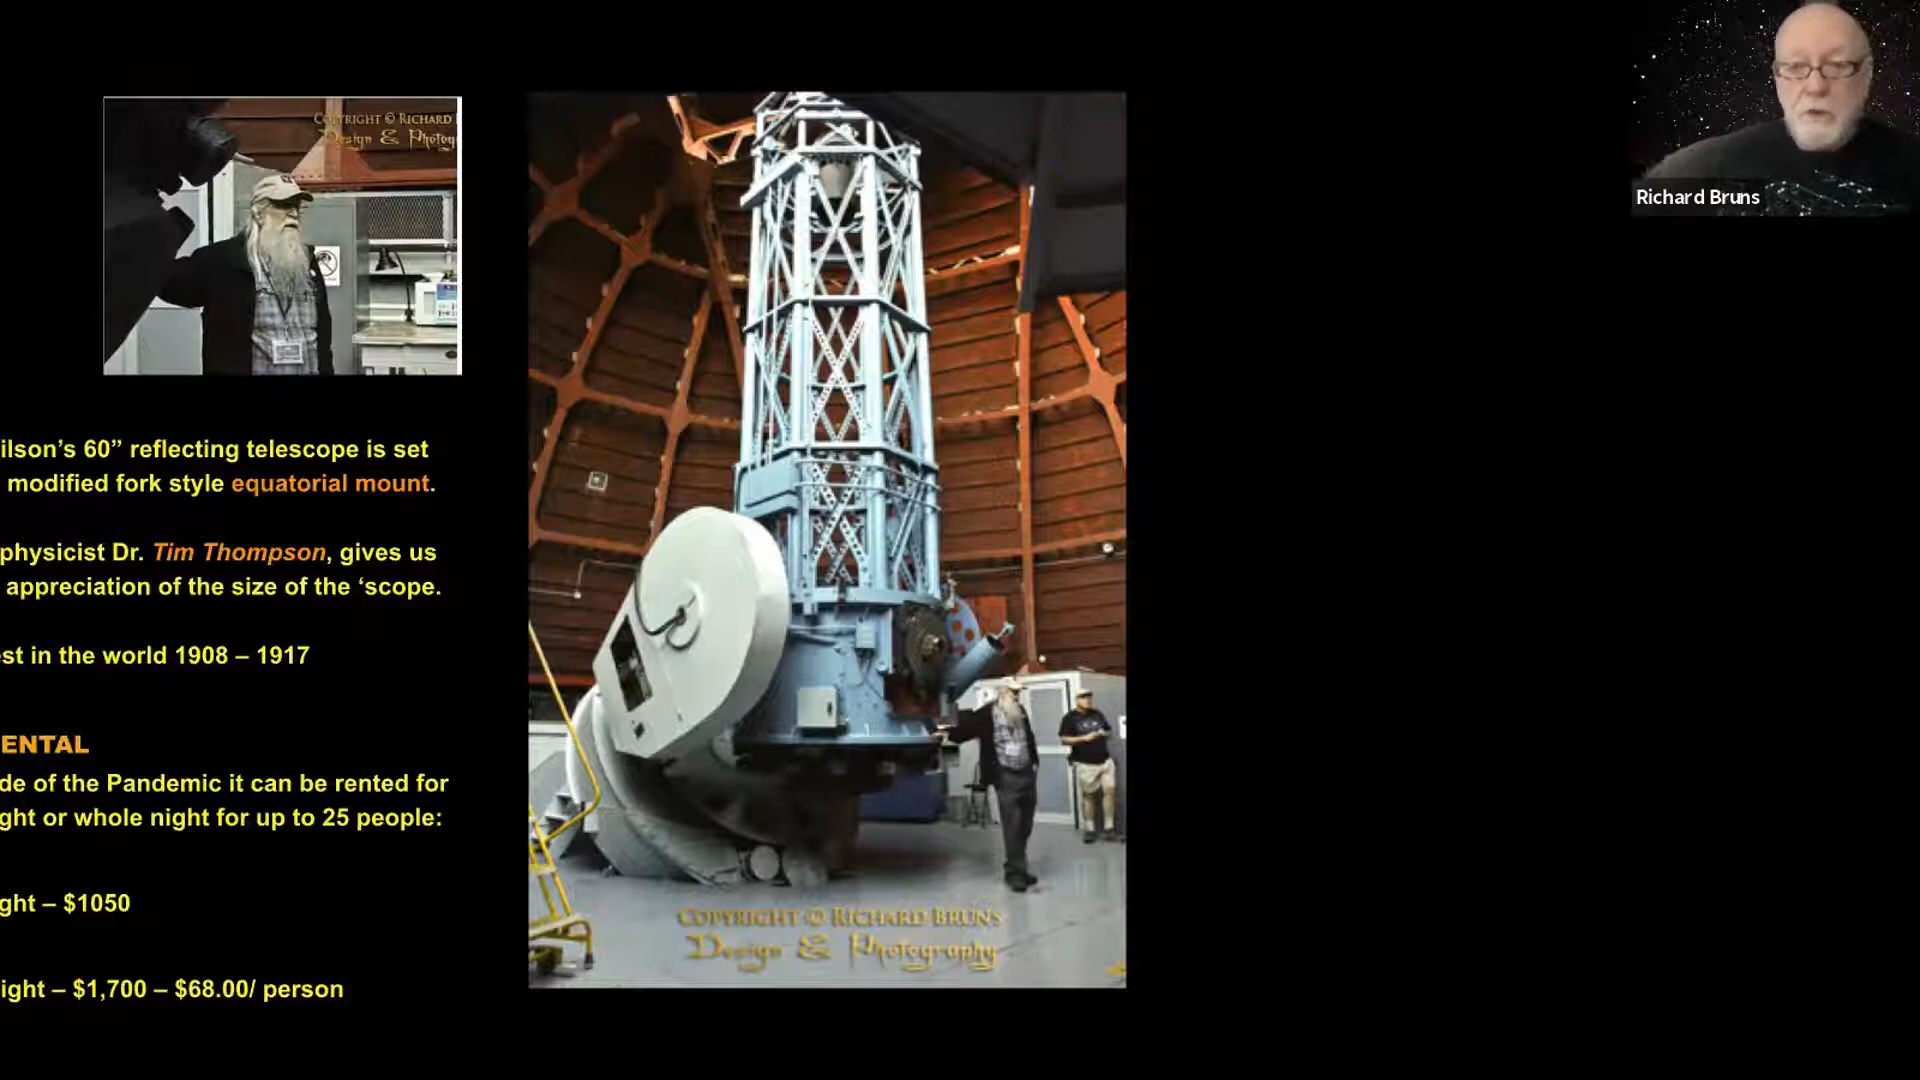 COPYRIGHT © RICHARD
Design & Photog
ilson’s 60” reflecting telescope is set
modified fork style equatorial mount.
physicist Dr. Tim Thompson, gives us
appreciation of the size of the ‘scope.
est in the world 1908 – 1917
ENTAL
de of the Pandemic it can be rented for
ght or whole night for up to 25 people:
ght – $1050
ight – $1,700 – $68.00/ person
COPYRIGHT © RICHARD BRUNS
Design & Photography
Richard Bruns